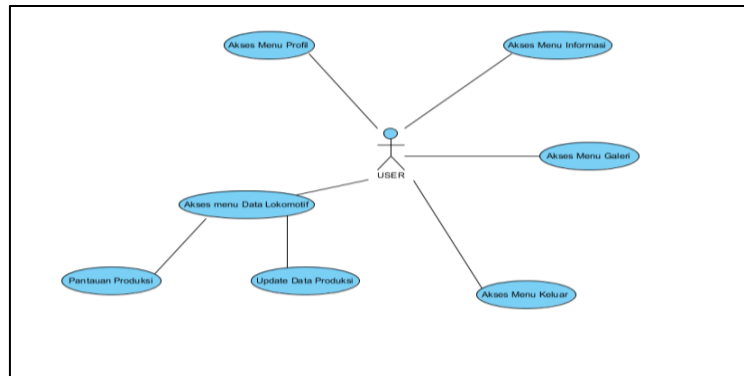 Akses Menu Profil
Akses Menu Informasi
Akses Menu Galeri
USER
Akses menu Data Lokomotif
Pantauan Produksi
Update Data Produksi
Akses Menu Keluar